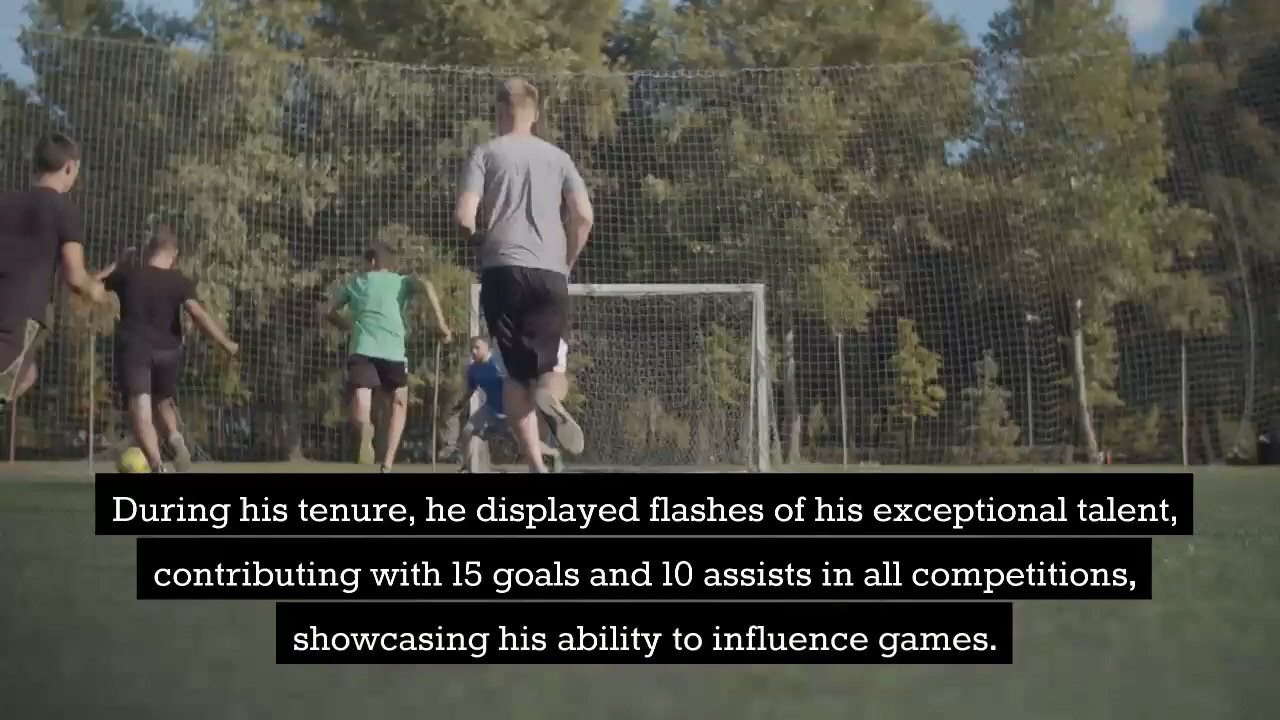 During his tenure, he displayed flashes of his exceptional talent,
contributing with 15 goals and 10 assists in all competitions,
showcasing his ability to influence games.